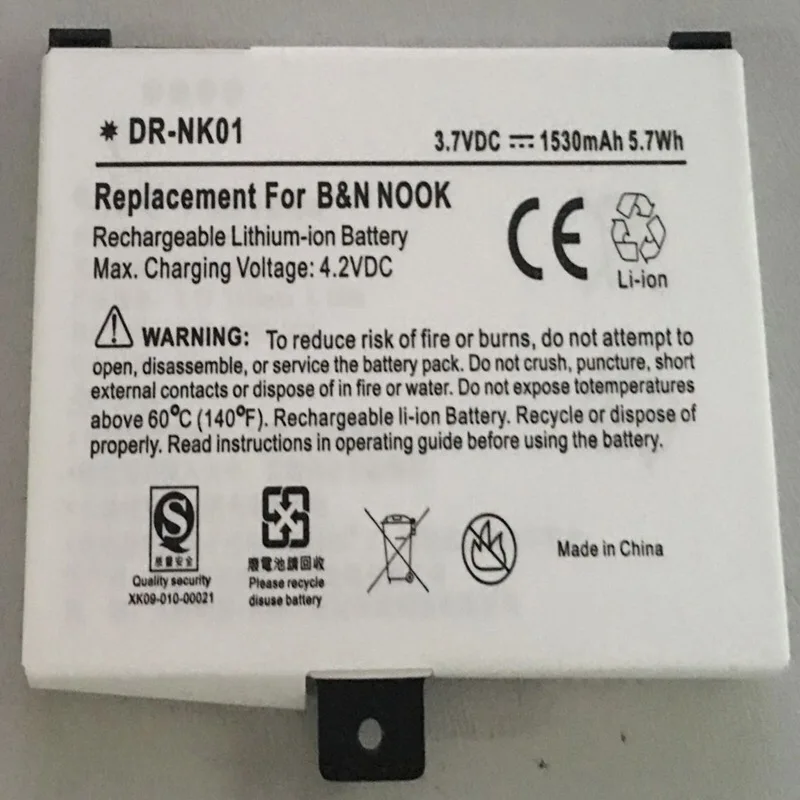 ✷ DR-NK01
3.7VDC ⎓ 1530mAh 5.7Wh
Replacement For B&N NOOK
Rechargeable Lithium-ion Battery
Max. Charging Voltage: 4.2VDC
CE
Li-ion
WARNING: To reduce risk of fire or burns, do not attempt to
open, disassemble, or service the battery pack. Do not crush, puncture, short
external contacts or dispose of in fire or water. Do not expose totemperatures
above 60°C (140°F). Rechargeable li-ion Battery. Recycle or dispose of
properly. Read instructions in operating guide before using the battery.
S
質量安全
Quality security
XK09-010-00021
廢電池請回收
Please recycle
disuse battery
Made in China